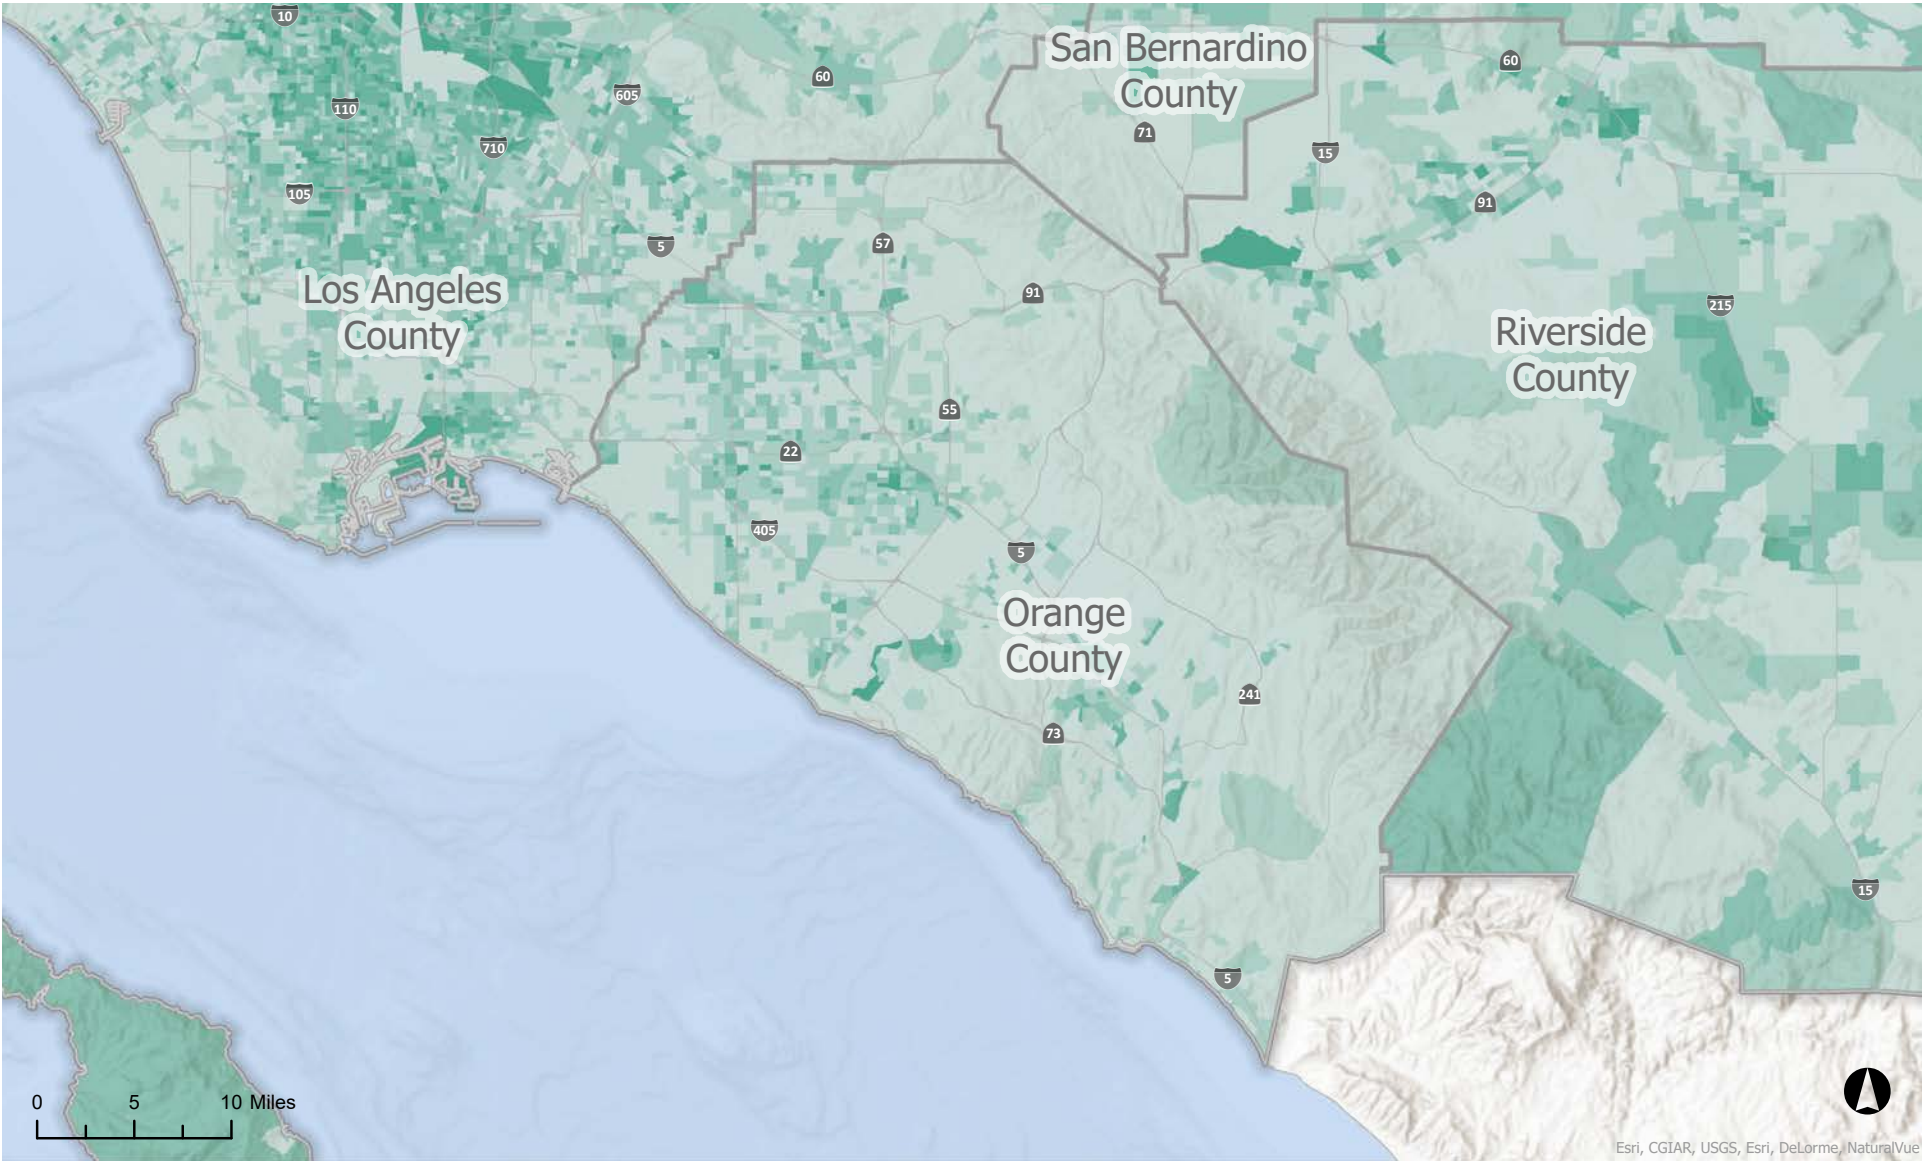 10
San Bernardino
County
60
60
605
110
71
710
15
105
91
5
57
Los Angeles
County
91
215
Riverside
County
55
22
405
5
Orange
County
241
73
15
5
0 5 10 Miles
Esri, CGIAR, USGS, Esri, DeLorme, NaturalVue